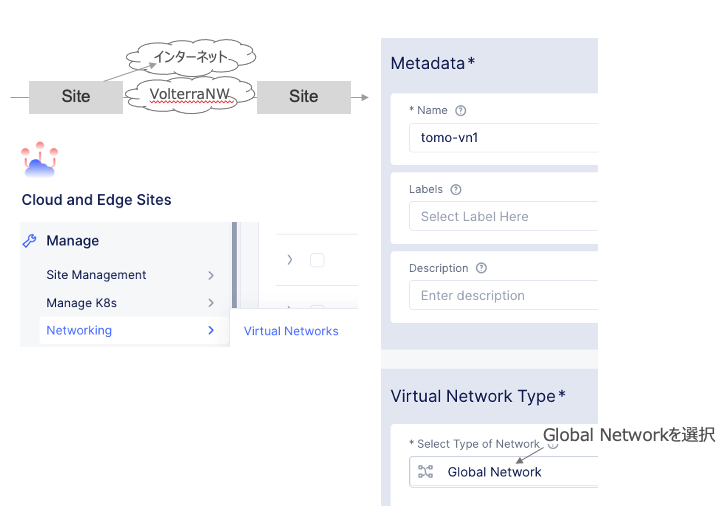 インターネット
Site
VolterraNW
Site
Cloud and Edge Sites
Manage
Site Management
Manage K8s
Networking
Virtual Networks
Metadata*
* Name
tomo-vn1
Labels
Select Label Here
Description
Enter description
Virtual Network Type*
Global Networkを選択
* Select Type of Network
Global Network